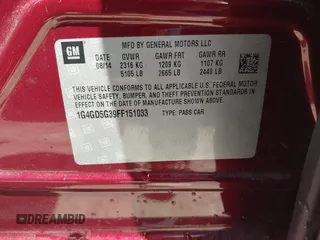 GM
MFD BY GENERAL MOTORS LLC
DATE GVWR GAWR FRT GAWR RR
08/14 2316 KG 1209 KG 1107 KG
5105 LB 2665 LB 2440 LB
THIS VEHICLE CONFORMS TO ALL APPLICABLE U.S. FEDERAL MOTOR
VEHICLE SAFETY, BUMPER, AND THEFT PREVENTION STANDARDS
IN EFFECT ON THE DATE OF MANUFACTURE SHOWN ABOVE.
1G4GD5G39FF151033 TYPE: PASS CAR
DREAMBID